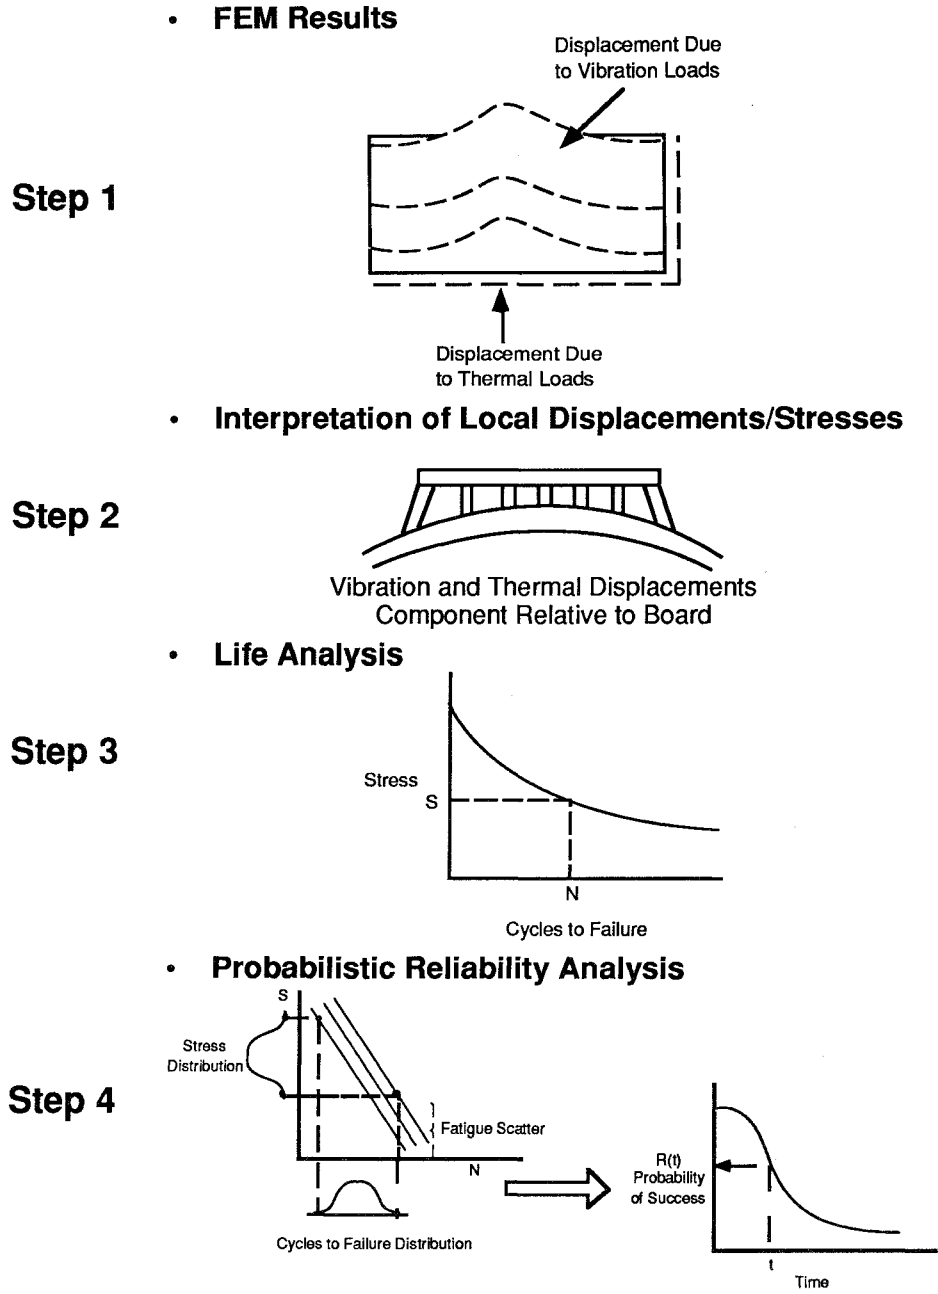 • FEM Results
Displacement Due
to Vibration Loads
Step 1
Displacement Due
to Thermal Loads
• Interpretation of Local Displacements/Stresses
Step 2
Vibration and Thermal Displacements
Component Relative to Board
• Life Analysis
Step 3
Stress
S
N
Cycles to Failure
• Probabilistic Reliability Analysis
S
Stress
Distribution
Step 4
Fatigue Scatter
N
Cycles to Failure Distribution
R(t)
Probability
of Success
t
Time